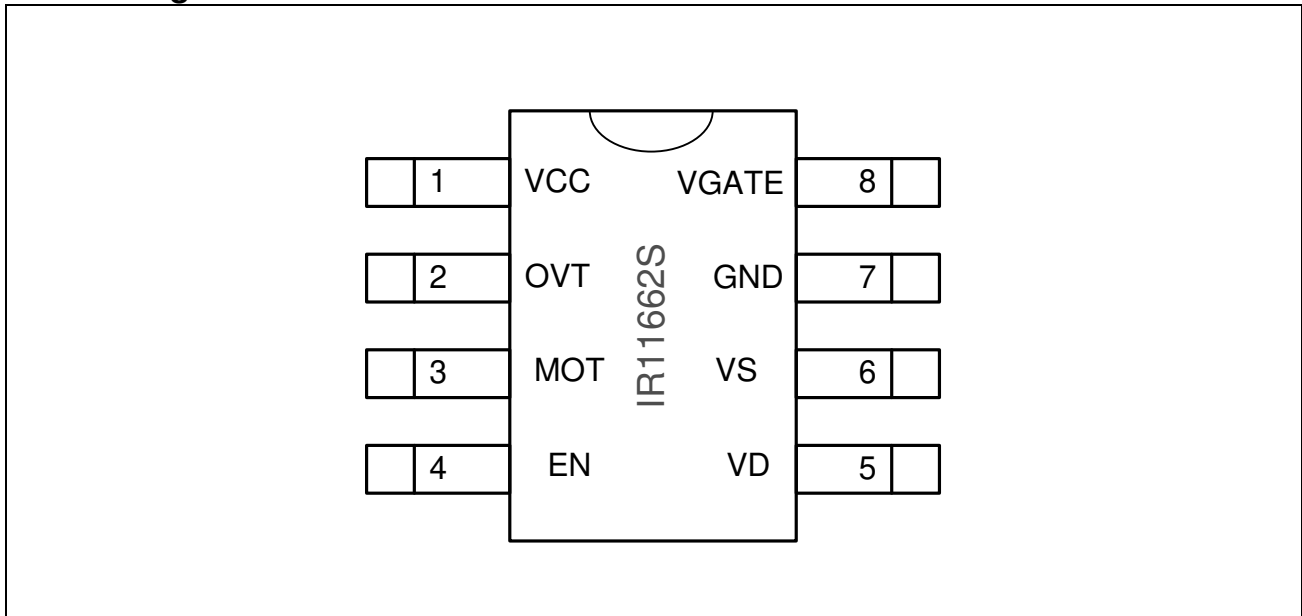 1 VCC VGATE 8
2 OVT GND 7
3 MOT VS 6
4 EN VD 5
IR11662S